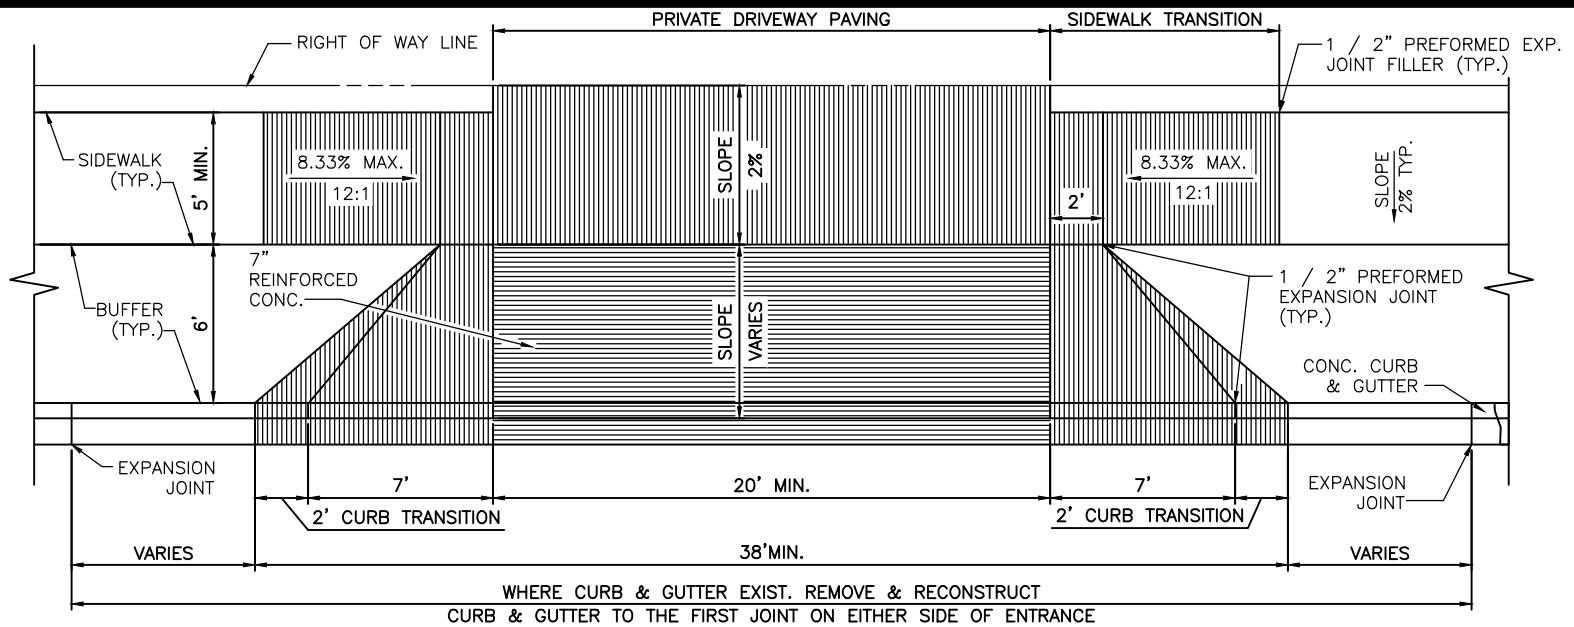 PRIVATE DRIVEWAY PAVING
SIDEWALK TRANSITION
RIGHT OF WAY LINE
1 / 2" PREFORMED EXP.
JOINT FILLER (TYP.)
SIDEWALK
(TYP.)
5' MIN.
8.33% MAX.
12:1
SLOPE
2%
8.33% MAX.
12:1
2'
SLOPE
2% TYP.
7"
REINFORCED
CONC.
BUFFER
(TYP.)
6'
SLOPE
VARIES
1 / 2" PREFORMED
EXPANSION JOINT
(TYP.)
CONC. CURB
& GUTTER
EXPANSION
JOINT
7'
20' MIN.
7'
EXPANSION
JOINT
2' CURB TRANSITION
2' CURB TRANSITION
VARIES
38'MIN.
VARIES
WHERE CURB & GUTTER EXIST. REMOVE & RECONSTRUCT
CURB & GUTTER TO THE FIRST JOINT ON EITHER SIDE OF ENTRANCE